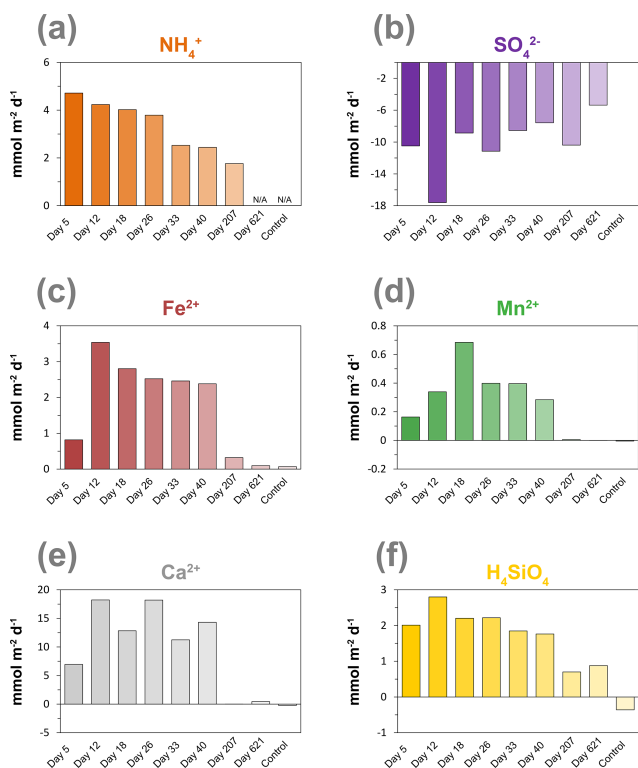 (a)
NH₄⁺
mmol m⁻² d⁻¹
6
4
2
0
N/A N/A
Day 5 Day 12 Day 18 Day 26 Day 33 Day 40 Day 207 Day 621 Control
(b)
SO₄²⁻
mmol m⁻² d⁻¹
-2
-6
-10
-14
-18
Day 5 Day 12 Day 18 Day 26 Day 33 Day 40 Day 207 Day 621 Control
(c)
Fe²⁺
mmol m⁻² d⁻¹
4
3
2
1
0
Day 5 Day 12 Day 18 Day 26 Day 33 Day 40 Day 207 Day 621 Control
(d)
Mn²⁺
mmol m⁻² d⁻¹
0.8
0.6
0.4
0.2
0
-0.2
Day 5 Day 12 Day 18 Day 26 Day 33 Day 40 Day 207 Day 621 Control
(e)
Ca²⁺
mmol m⁻² d⁻¹
20
15
10
5
0
-5
Day 5 Day 12 Day 18 Day 26 Day 33 Day 40 Day 207 Day 621 Control
(f)
H₄SiO₄
mmol m⁻² d⁻¹
3
2
1
0
-1
Day 5 Day 12 Day 18 Day 26 Day 33 Day 40 Day 207 Day 621 Control